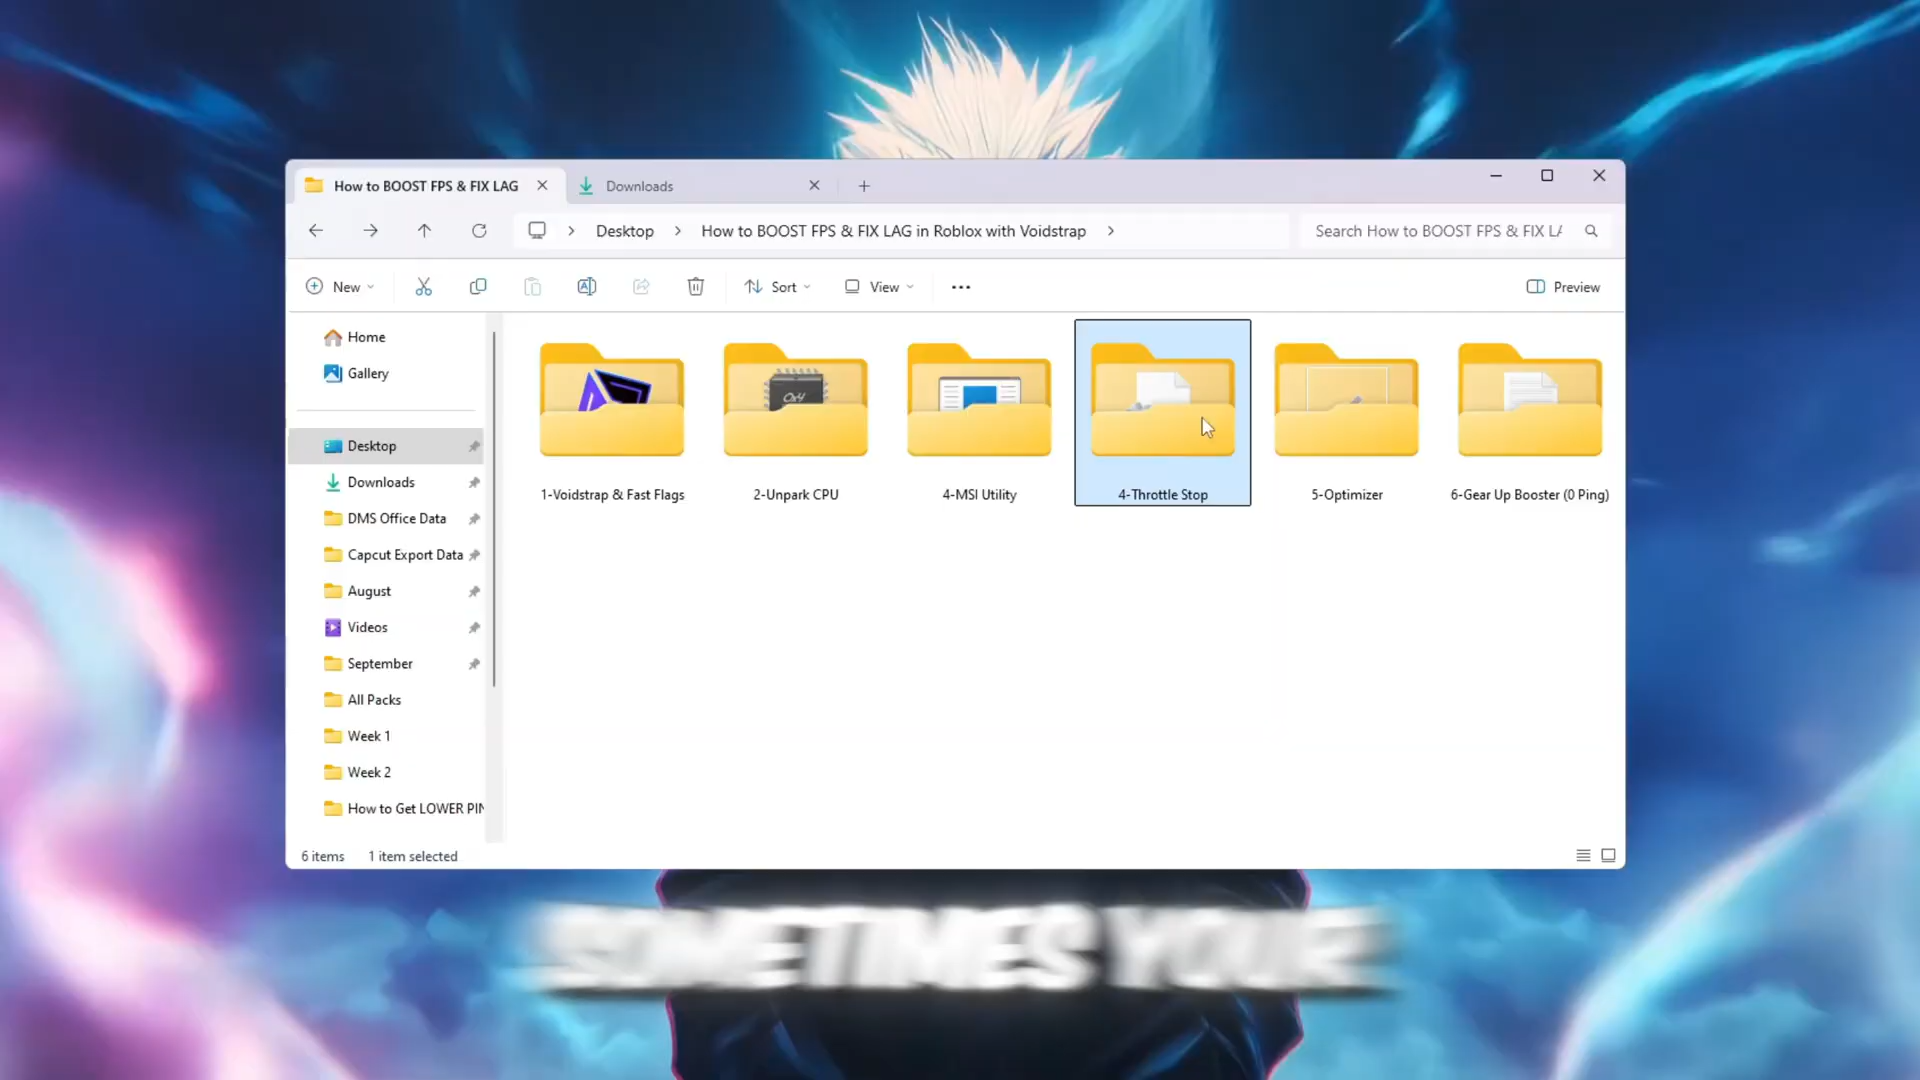 How to BOOST FPS & FIX LAG
Downloads
Desktop
How to BOOST FPS & FIX LAG in Roblox with Voidstrap
Search How to BOOST FPS & FIX LA
New
Sort
View
Preview
Home
Gallery
Desktop
Downloads
DMS Office Data
Capcut Export Data
August
Videos
September
All Packs
Week 1
Week 2
How to Get LOWER PIN
1-Voidstrap & Fast Flags
2-Unpark CPU
4-MSI Utility
4-Throttle Stop
5-Optimizer
6-Gear Up Booster (0 Ping)
6 items
1 item selected
SOMETIMES YOUR